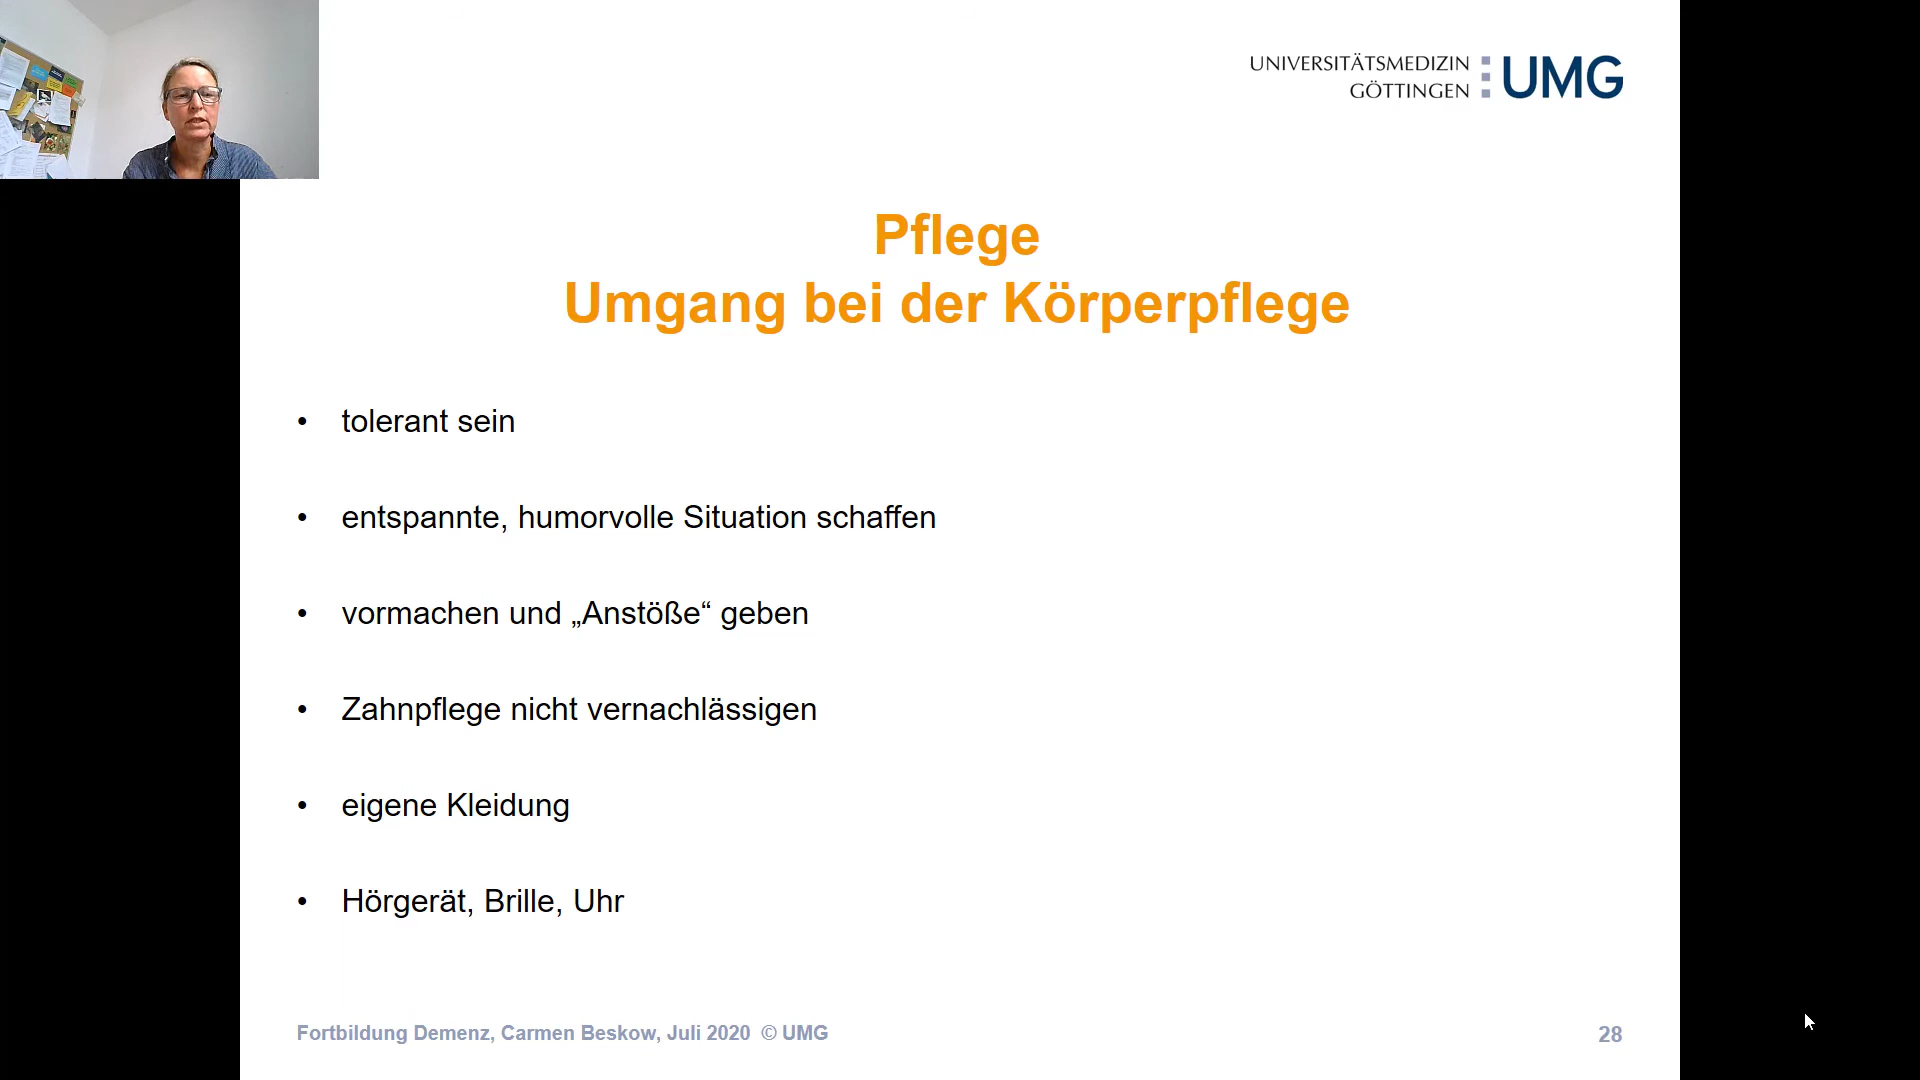 UNIVERSITÄTSMEDIZIN
GÖTTINGEN
UMG
Pflege
Umgang bei der Körperpflege
• tolerant sein
• entspannte, humorvolle Situation schaffen
• vormachen und „Anstöße“ geben
• Zahnpflege nicht vernachlässigen
• eigene Kleidung
• Hörgerät, Brille, Uhr
Fortbildung Demenz, Carmen Beskow, Juli 2020 © UMG
28